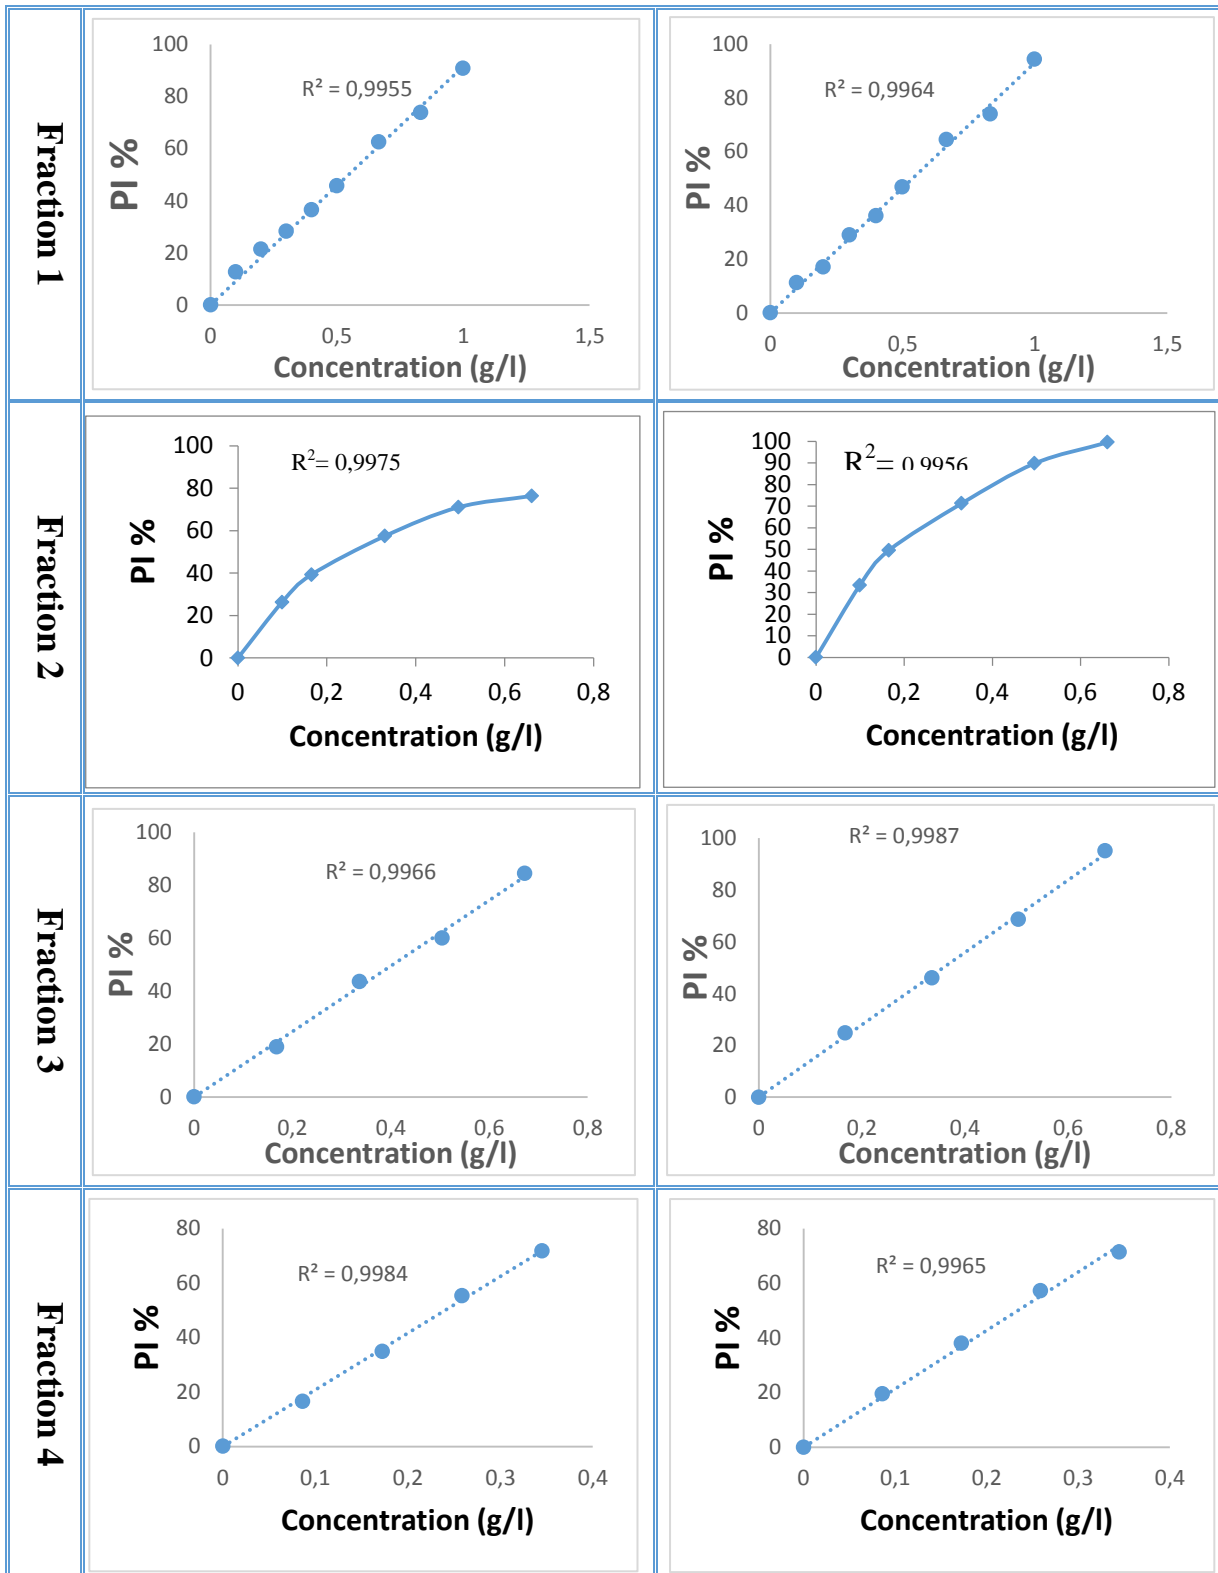 Fraction 1
100
80
60
40
20
0
PI %
R² = 0,9955
0 0,5 1 1,5
Concentration (g/l)
100
80
60
40
20
0
PI %
R² = 0,9964
0 0,5 1 1,5
Concentration (g/l)
Fraction 2
100
80
60
40
20
0
PI %
R²= 0,9975
0 0,2 0,4 0,6 0,8
Concentration (g/l)
100
90
80
70
60
50
40
30
20
10
0
PI %
R²= 0,9956
0 0,2 0,4 0,6 0,8
Concentration (g/l)
Fraction 3
100
80
60
40
20
0
PI %
R² = 0,9966
0 0,2 0,4 0,6 0,8
Concentration (g/l)
100
80
60
40
20
0
PI %
R² = 0,9987
0 0,2 0,4 0,6 0,8
Concentration (g/l)
Fraction 4
80
60
40
20
0
PI %
R² = 0,9984
0 0,1 0,2 0,3 0,4
Concentration (g/l)
80
60
40
20
0
PI %
R² = 0,9965
0 0,1 0,2 0,3 0,4
Concentration (g/l)